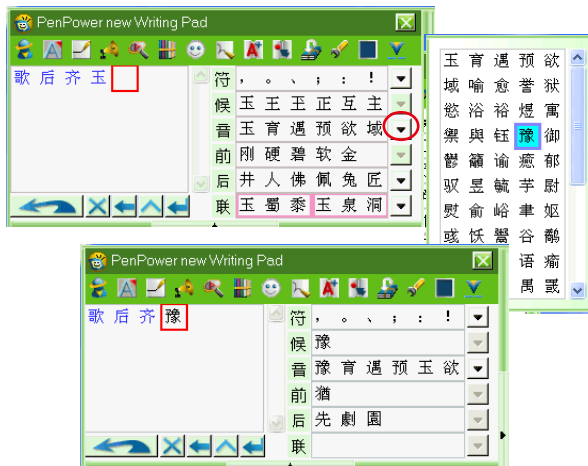 PenPower new Writing Pad
歌 后 齐 玉
符 ， 。 、 ； ： ！
候 玉 王 王 正 互 主
音 玉 育 遇 预 欲 域
前 刚 硬 碧 软 金
后 井 人 佛 佩 兔 匠
联 玉 蜀 黍 玉 泉 洞
玉 育 遇 预 欲
域 喻 愈 誉 狱
慾 浴 裕 煜 寓
禦 與 钰 豫 御
鬱 籲 谕 癒 郁
驭 昱 毓 芋 尉
熨 俞 峪 聿 妪
彧 饫 鬻 谷 鹬
语 瘉
禺
PenPower new Writing Pad
歌 后 齐 豫
符 ， 。 、 ； ： ！
候 豫
音 豫 育 遇 预 玉 欲
前 猶
后 先 劇 園
联